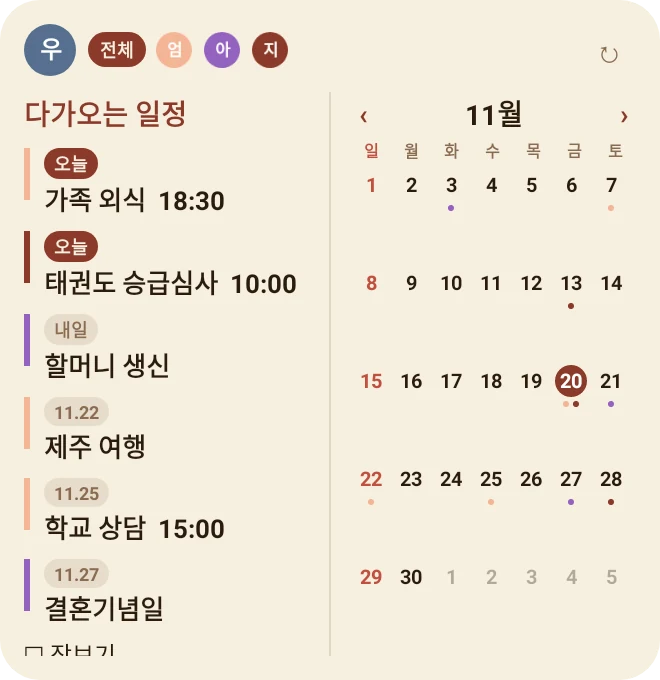 우 전체 엄 아 지
다가오는 일정
오늘
가족 외식 18:30
오늘
태권도 승급심사 10:00
내일
할머니 생신
11.22
제주 여행
11.25
학교 상담 15:00
11.27
결혼기념일
장보기
‹ 11월 ›
일 월 화 수 목 금 토
1 2 3 4 5 6 7
8 9 10 11 12 13 14
15 16 17 18 19 20 21
22 23 24 25 26 27 28
29 30 1 2 3 4 5